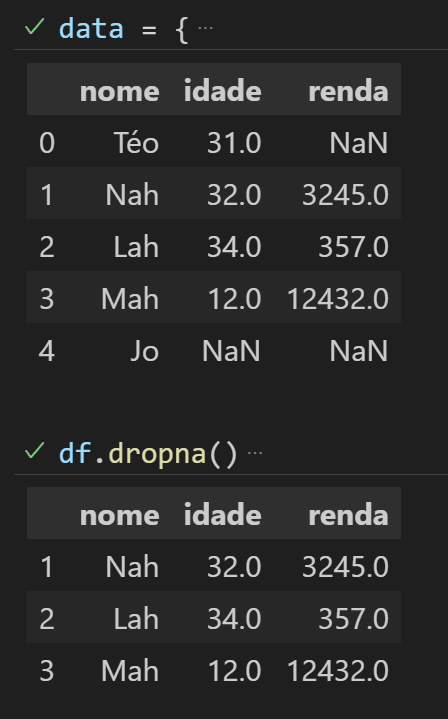 data = { ...
nome idade renda
0 Téo 31.0 NaN
1 Nah 32.0 3245.0
2 Lah 34.0 357.0
3 Mah 12.0 12432.0
4 Jo NaN NaN
df.dropna() ...
nome idade renda
1 Nah 32.0 3245.0
2 Lah 34.0 357.0
3 Mah 12.0 12432.0